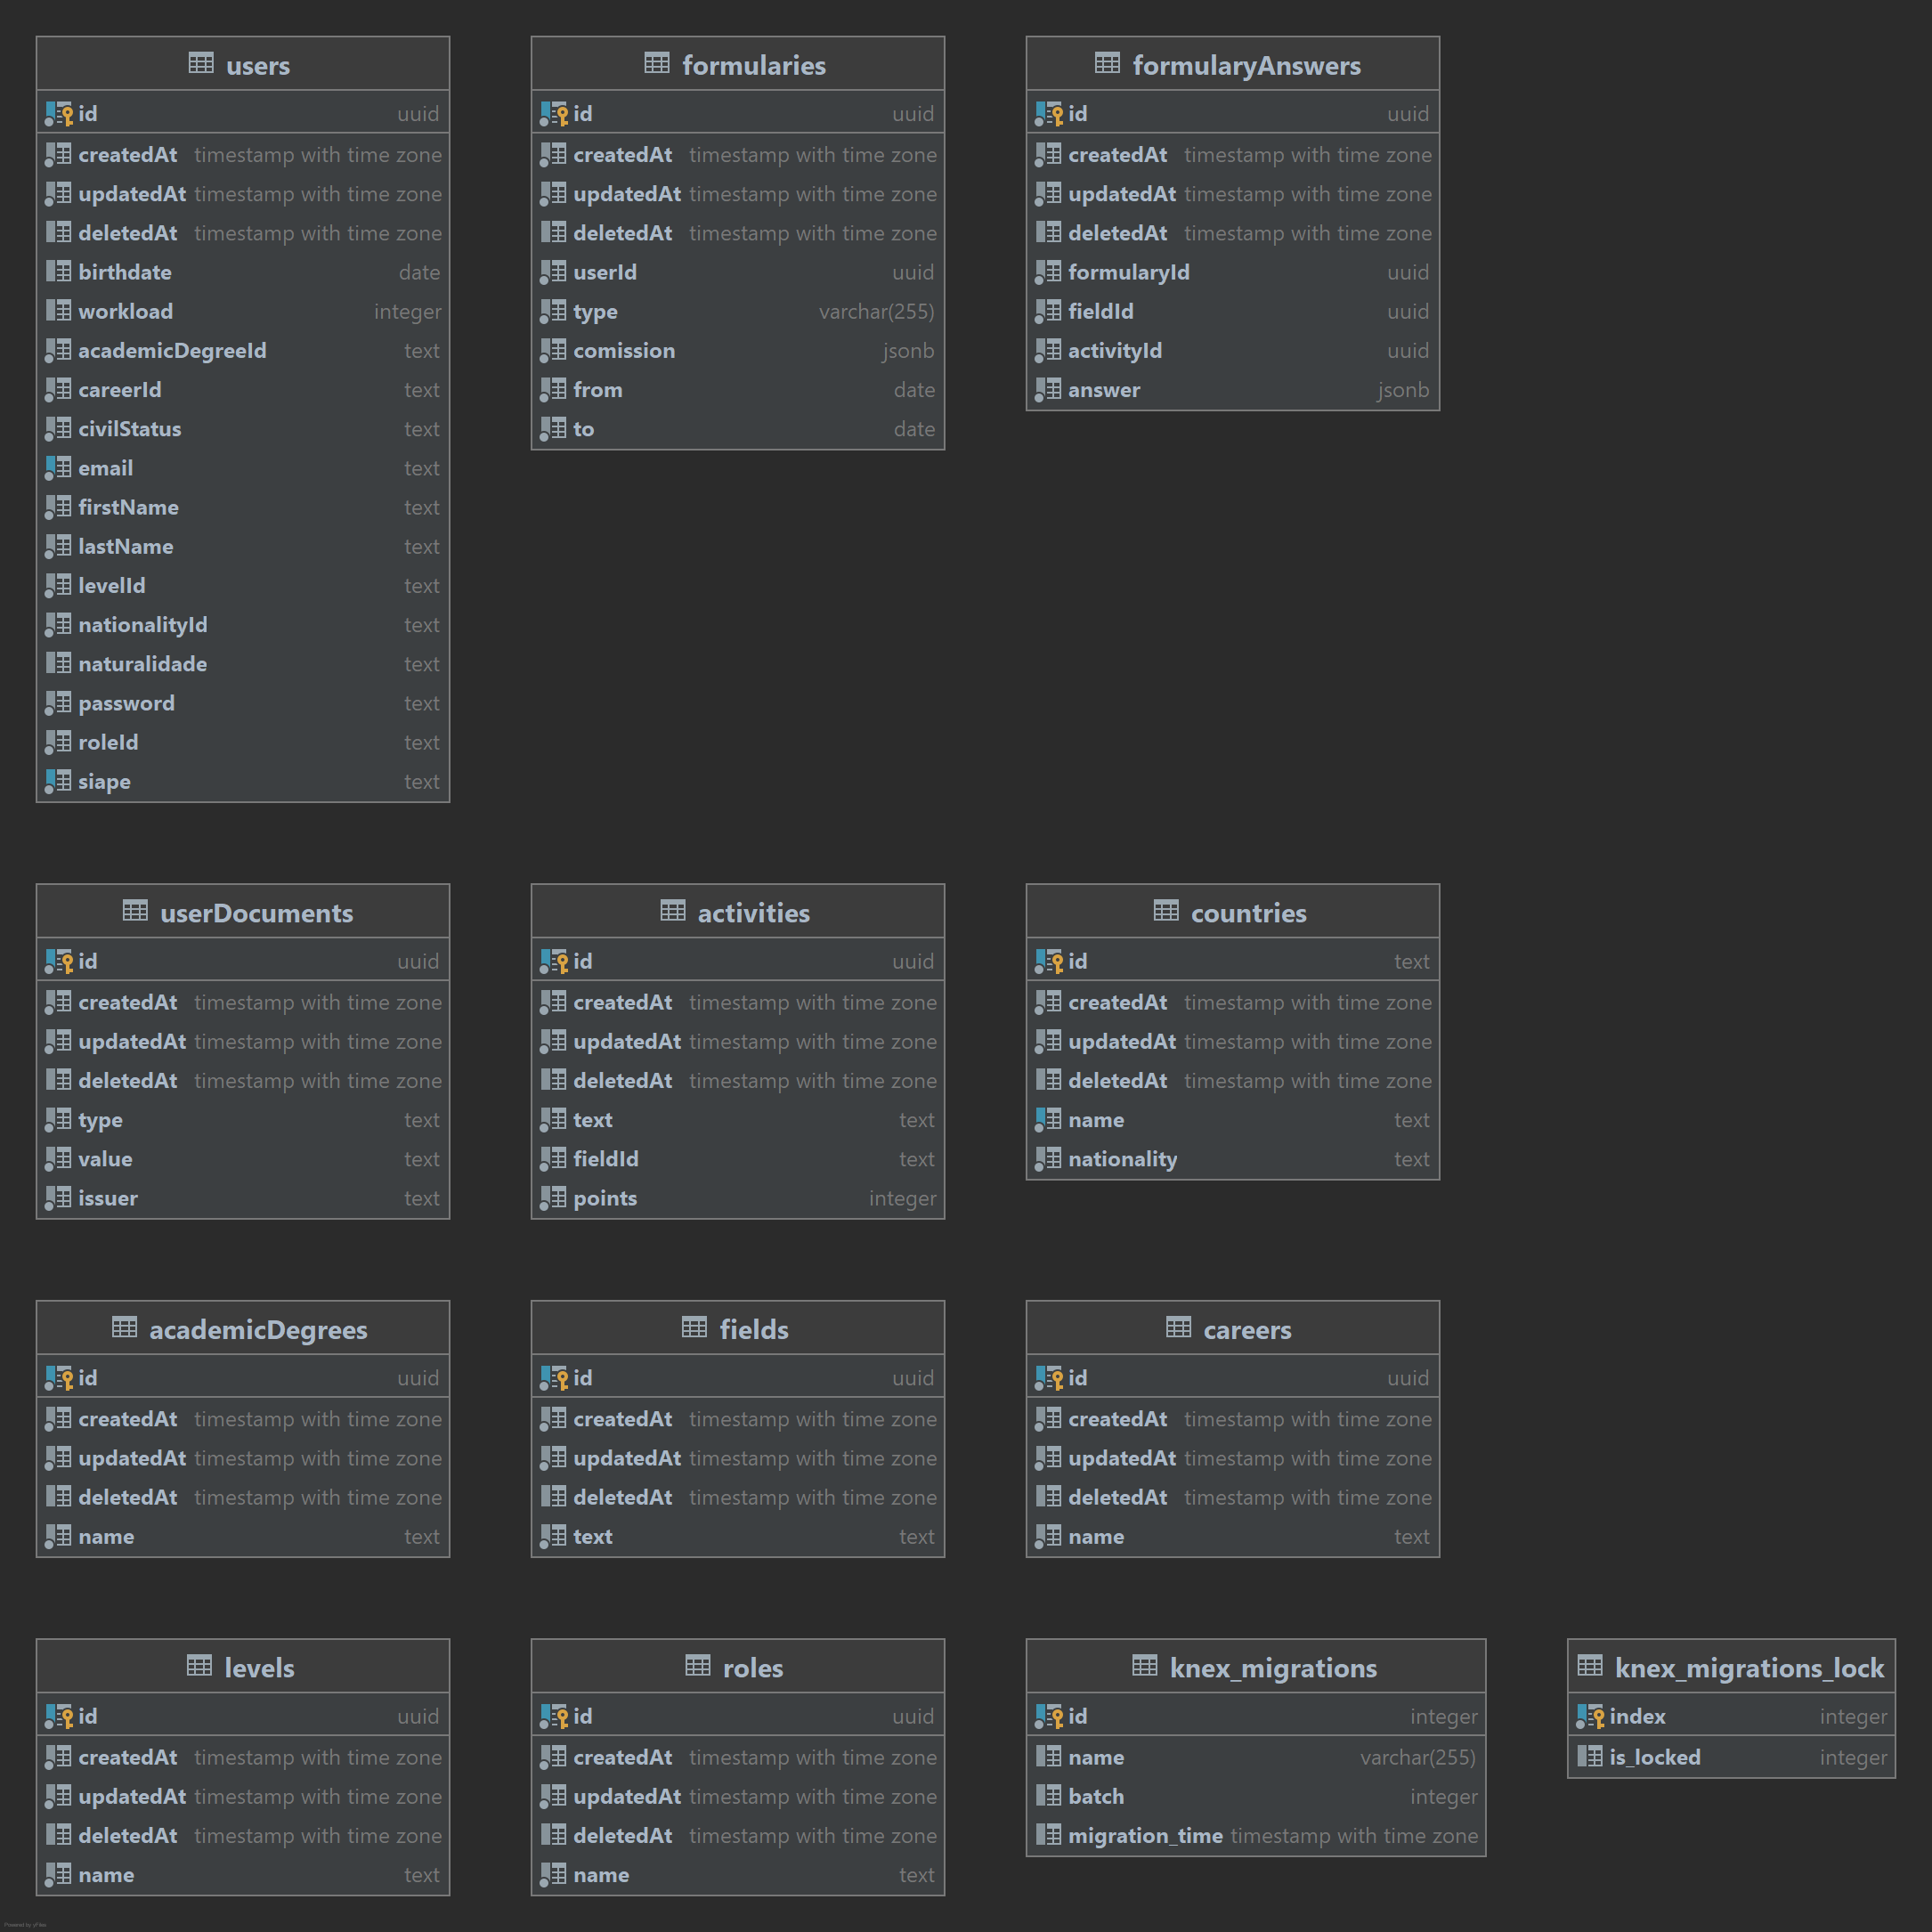 users
id uuid
createdAt timestamp with time zone
updatedAt timestamp with time zone
deletedAt timestamp with time zone
birthdate date
workload integer
academicDegreeId text
careerId text
civilStatus text
email text
firstName text
lastName text
levelId text
nationalityId text
naturalidade text
password text
roleId text
siape text
formularies
id uuid
createdAt timestamp with time zone
updatedAt timestamp with time zone
deletedAt timestamp with time zone
userId uuid
type varchar(255)
comission jsonb
from date
to date
formularyAnswers
id uuid
createdAt timestamp with time zone
updatedAt timestamp with time zone
deletedAt timestamp with time zone
formularyId uuid
fieldId uuid
activityId uuid
answer jsonb
userDocuments
id uuid
createdAt timestamp with time zone
updatedAt timestamp with time zone
deletedAt timestamp with time zone
type text
value text
issuer text
activities
id uuid
createdAt timestamp with time zone
updatedAt timestamp with time zone
deletedAt timestamp with time zone
text text
fieldId text
points integer
countries
id text
createdAt timestamp with time zone
updatedAt timestamp with time zone
deletedAt timestamp with time zone
name text
nationality text
academicDegrees
id uuid
createdAt timestamp with time zone
updatedAt timestamp with time zone
deletedAt timestamp with time zone
name text
fields
id uuid
createdAt timestamp with time zone
updatedAt timestamp with time zone
deletedAt timestamp with time zone
text text
careers
id uuid
createdAt timestamp with time zone
updatedAt timestamp with time zone
deletedAt timestamp with time zone
name text
levels
id uuid
createdAt timestamp with time zone
updatedAt timestamp with time zone
deletedAt timestamp with time zone
name text
roles
id uuid
createdAt timestamp with time zone
updatedAt timestamp with time zone
deletedAt timestamp with time zone
name text
knex_migrations
id integer
name varchar(255)
batch integer
migration_time timestamp with time zone
knex_migrations_lock
index integer
is_locked integer
Powered by yFiles